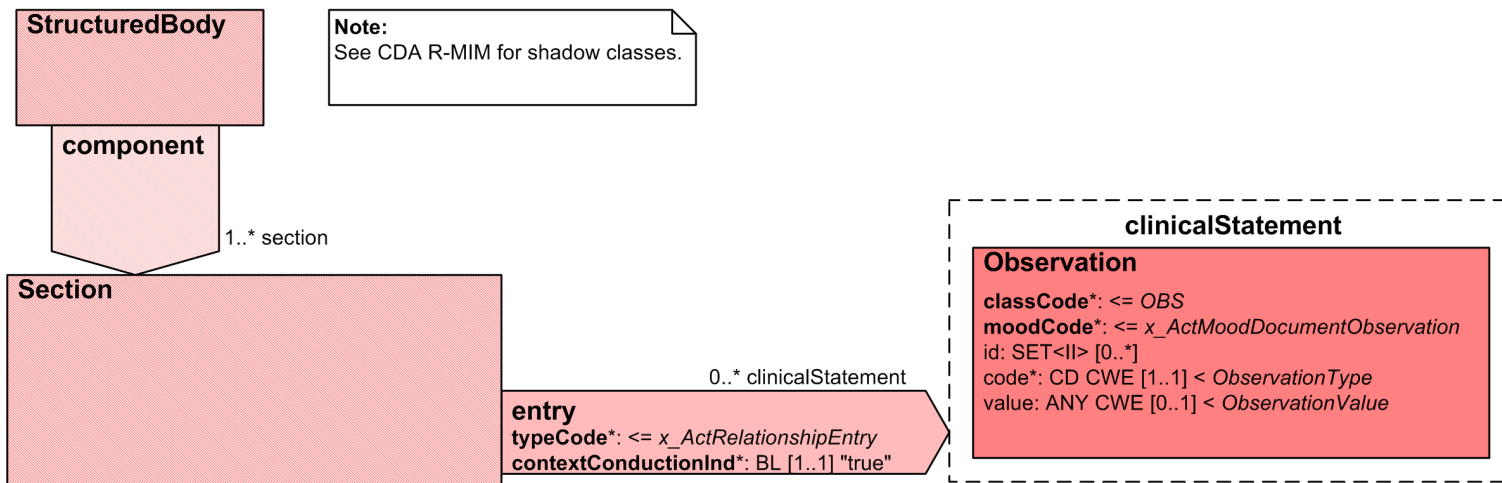 StructuredBody
Note:
See CDA R-MIM for shadow classes.
component
1..* section
Section
0..* clinicalStatement
entry
typeCode*: <= x_ActRelationshipEntry
contextConductionInd*: BL [1..1] "true"
clinicalStatement
Observation
classCode*: <= OBS
moodCode*: <= x_ActMoodDocumentObservation
id: SET<II> [0..*]
code*: CD CWE [1..1] < ObservationType
value: ANY CWE [0..1] < ObservationValue